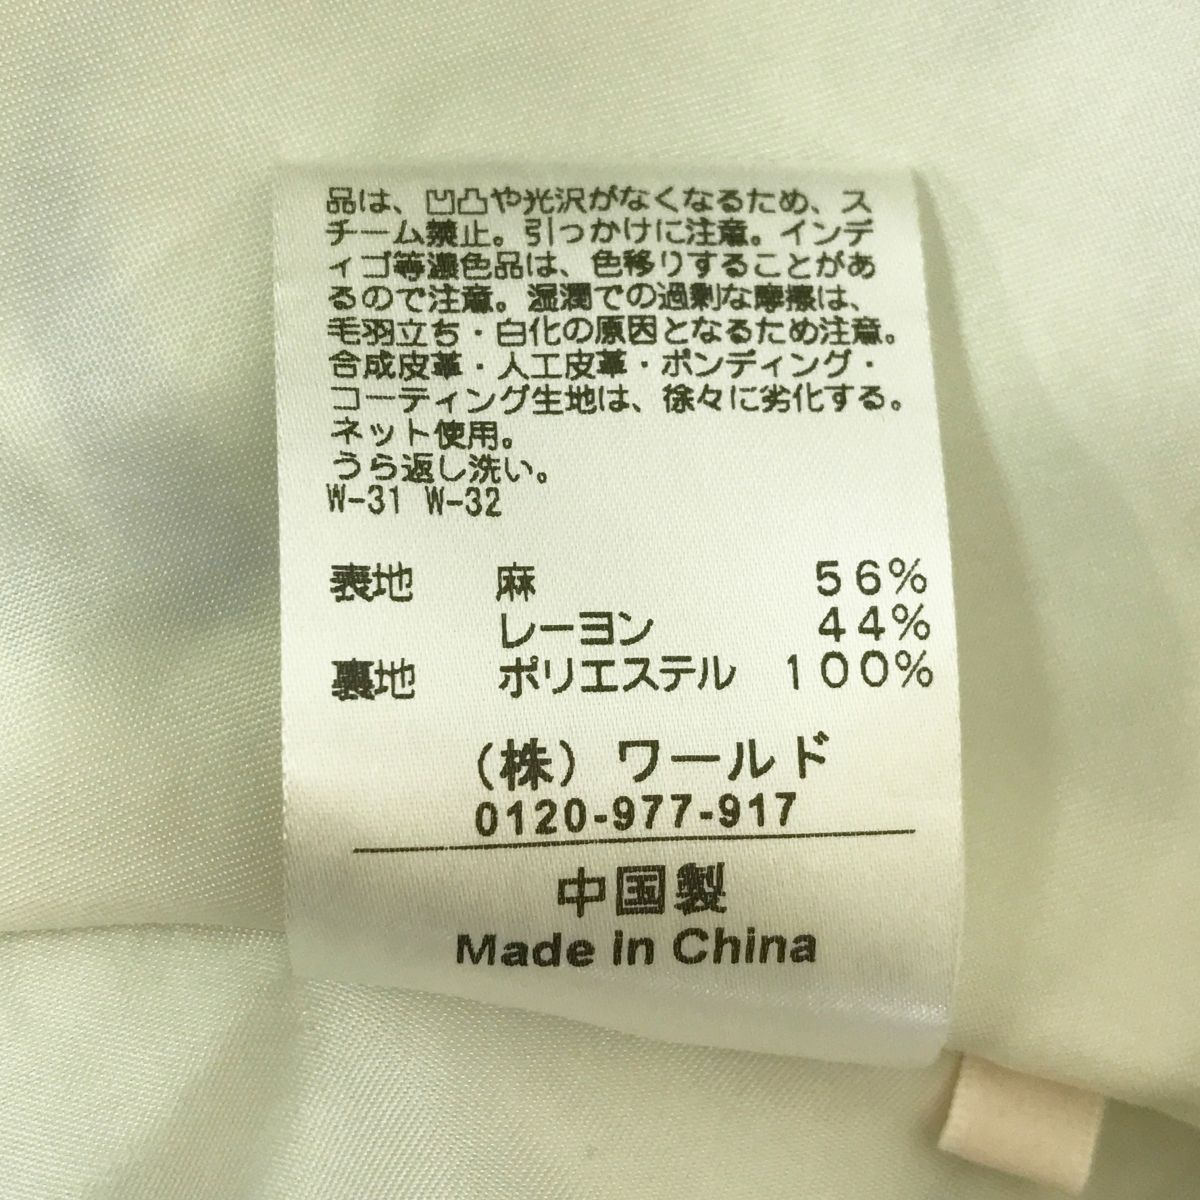 品は、凹凸や光沢がなくなるため、ス
チーム禁止。引っかけに注意。インデ
ィゴ等濃色品は、色移りすることがあ
るので注意。湿潤での過剰な摩擦は、
毛羽立ち・白化の原因となるため注意。
合成皮革・人工皮革・ボンディング・
コーティング生地は、徐々に劣化する。
ネット使用。
うら返し洗い。
W-31 W-32
表地 麻 56%
レーヨン 44%
裏地 ポリエステル 100%
(株)ワールド
0120-977-917
中国製
Made in China